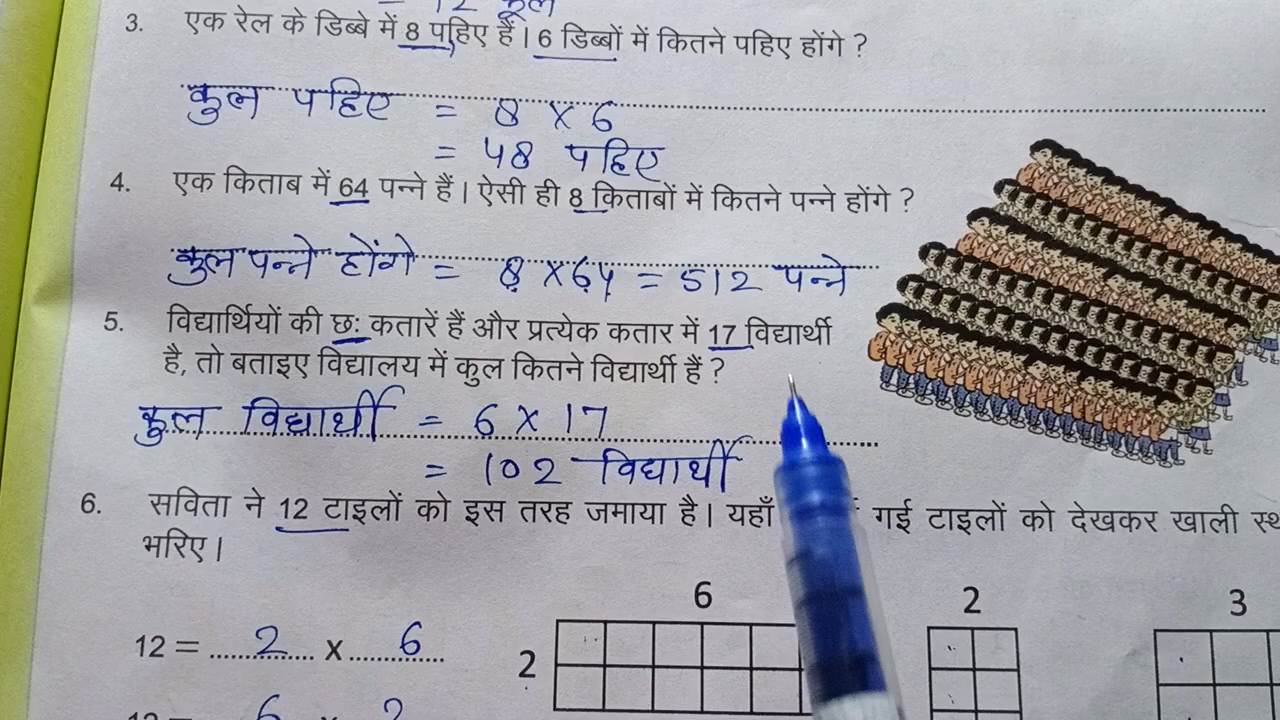 = 12 फूल
3. एक रेल के डिब्बे में 8 पहिए हैं। 6 डिब्बों में कितने पहिए होंगे ?
कुल पहिए = 8 × 6
= 48 पहिए
4. एक किताब में 64 पन्ने हैं। ऐसी ही 8 किताबों में कितने पन्ने होंगे ?
कुल पन्ने होंगे = 8 × 64 = 512 पन्ने
5. विद्यार्थियों की छः कतारें हैं और प्रत्येक कतार में 17 विद्यार्थी
है, तो बताइए विद्यालय में कुल कितने विद्यार्थी हैं ?
कुल विद्यार्थी = 6 × 17
= 102 विद्यार्थी
6. सविता ने 12 टाइलों को इस तरह जमाया है। यहाँ गई टाइलों को देखकर खाली
भरिए।
6 2 3
12 = 2 x 6 2
6 × 2